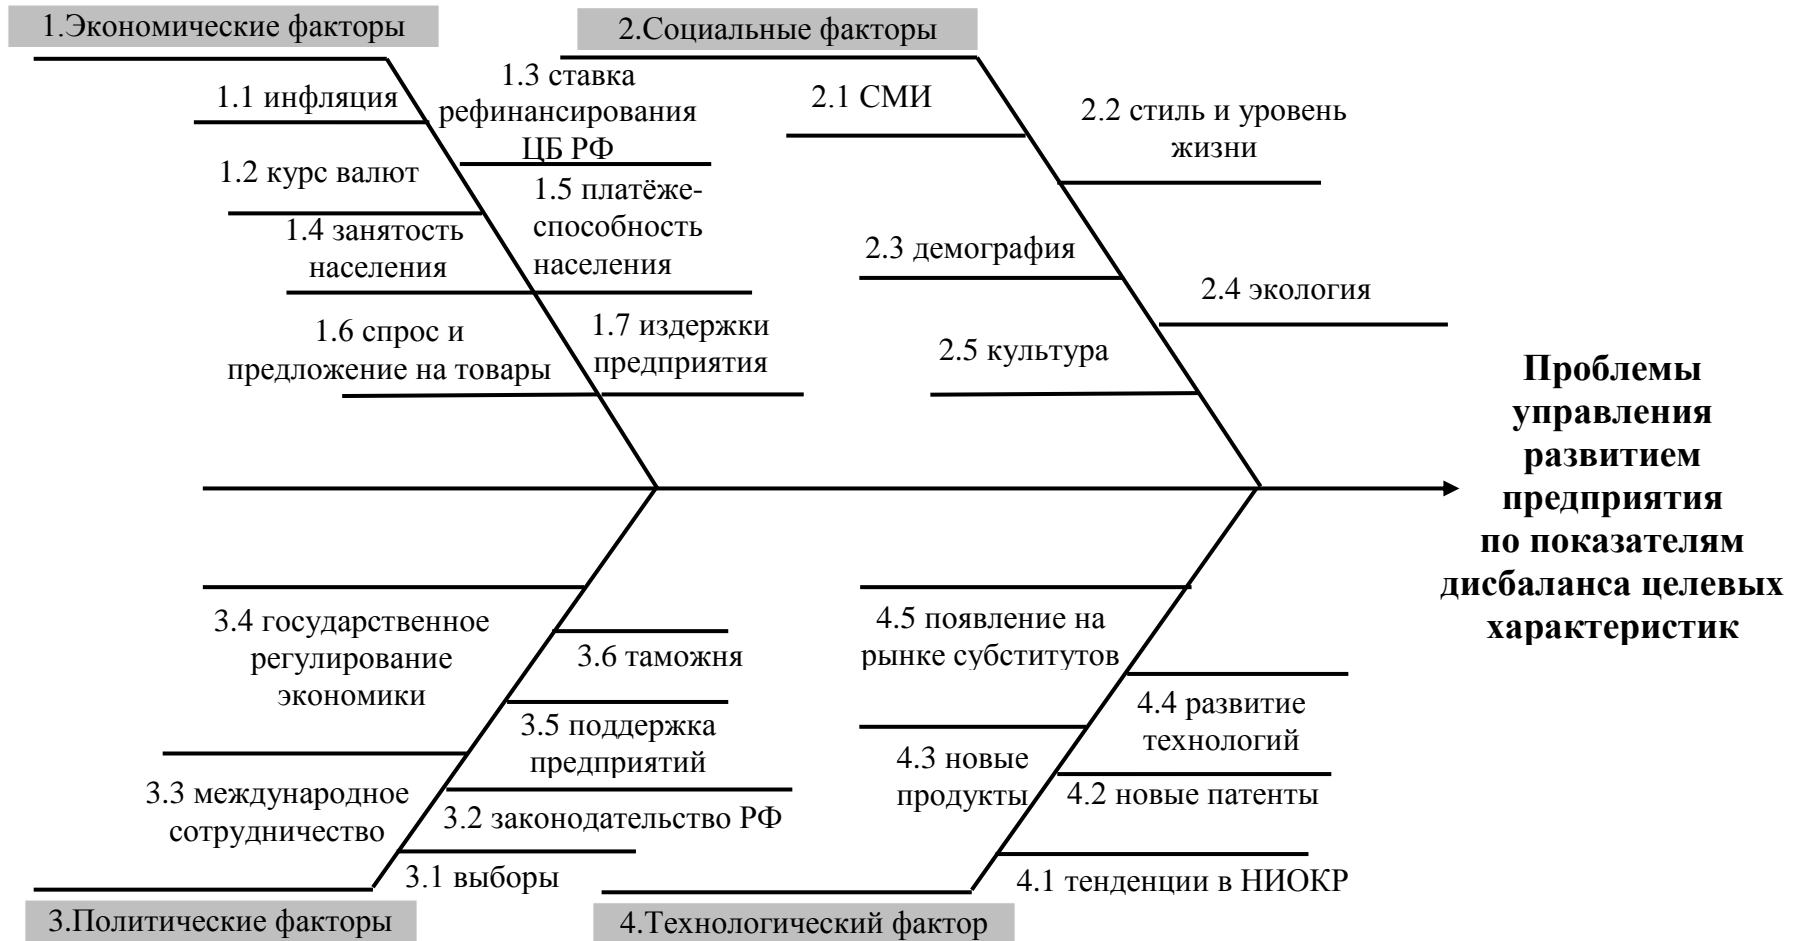 1.Экономические факторы
2.Социальные факторы
1.1 инфляция
1.3 ставка
рефинансирования
ЦБ РФ
1.2 курс валют
1.5 платёже-
способность
населения
1.4 занятость
населения
1.6 спрос и
предложение на товары
1.7 издержки
предприятия
2.1 СМИ
2.2 стиль и уровень
жизни
2.3 демография
2.4 экология
2.5 культура
Проблемы
управления
развитием
предприятия
по показателям
дисбаланса целевых
характеристик
3.4 государственное
регулирование
экономики
3.6 таможня
3.5 поддержка
предприятий
3.3 международное
сотрудничество
3.2 законодательство РФ
3.1 выборы
3.Политические факторы
4.5 появление на
рынке субститутов
4.4 развитие
технологий
4.3 новые
продукты
4.2 новые патенты
4.1 тенденции в НИОКР
4.Технологический фактор